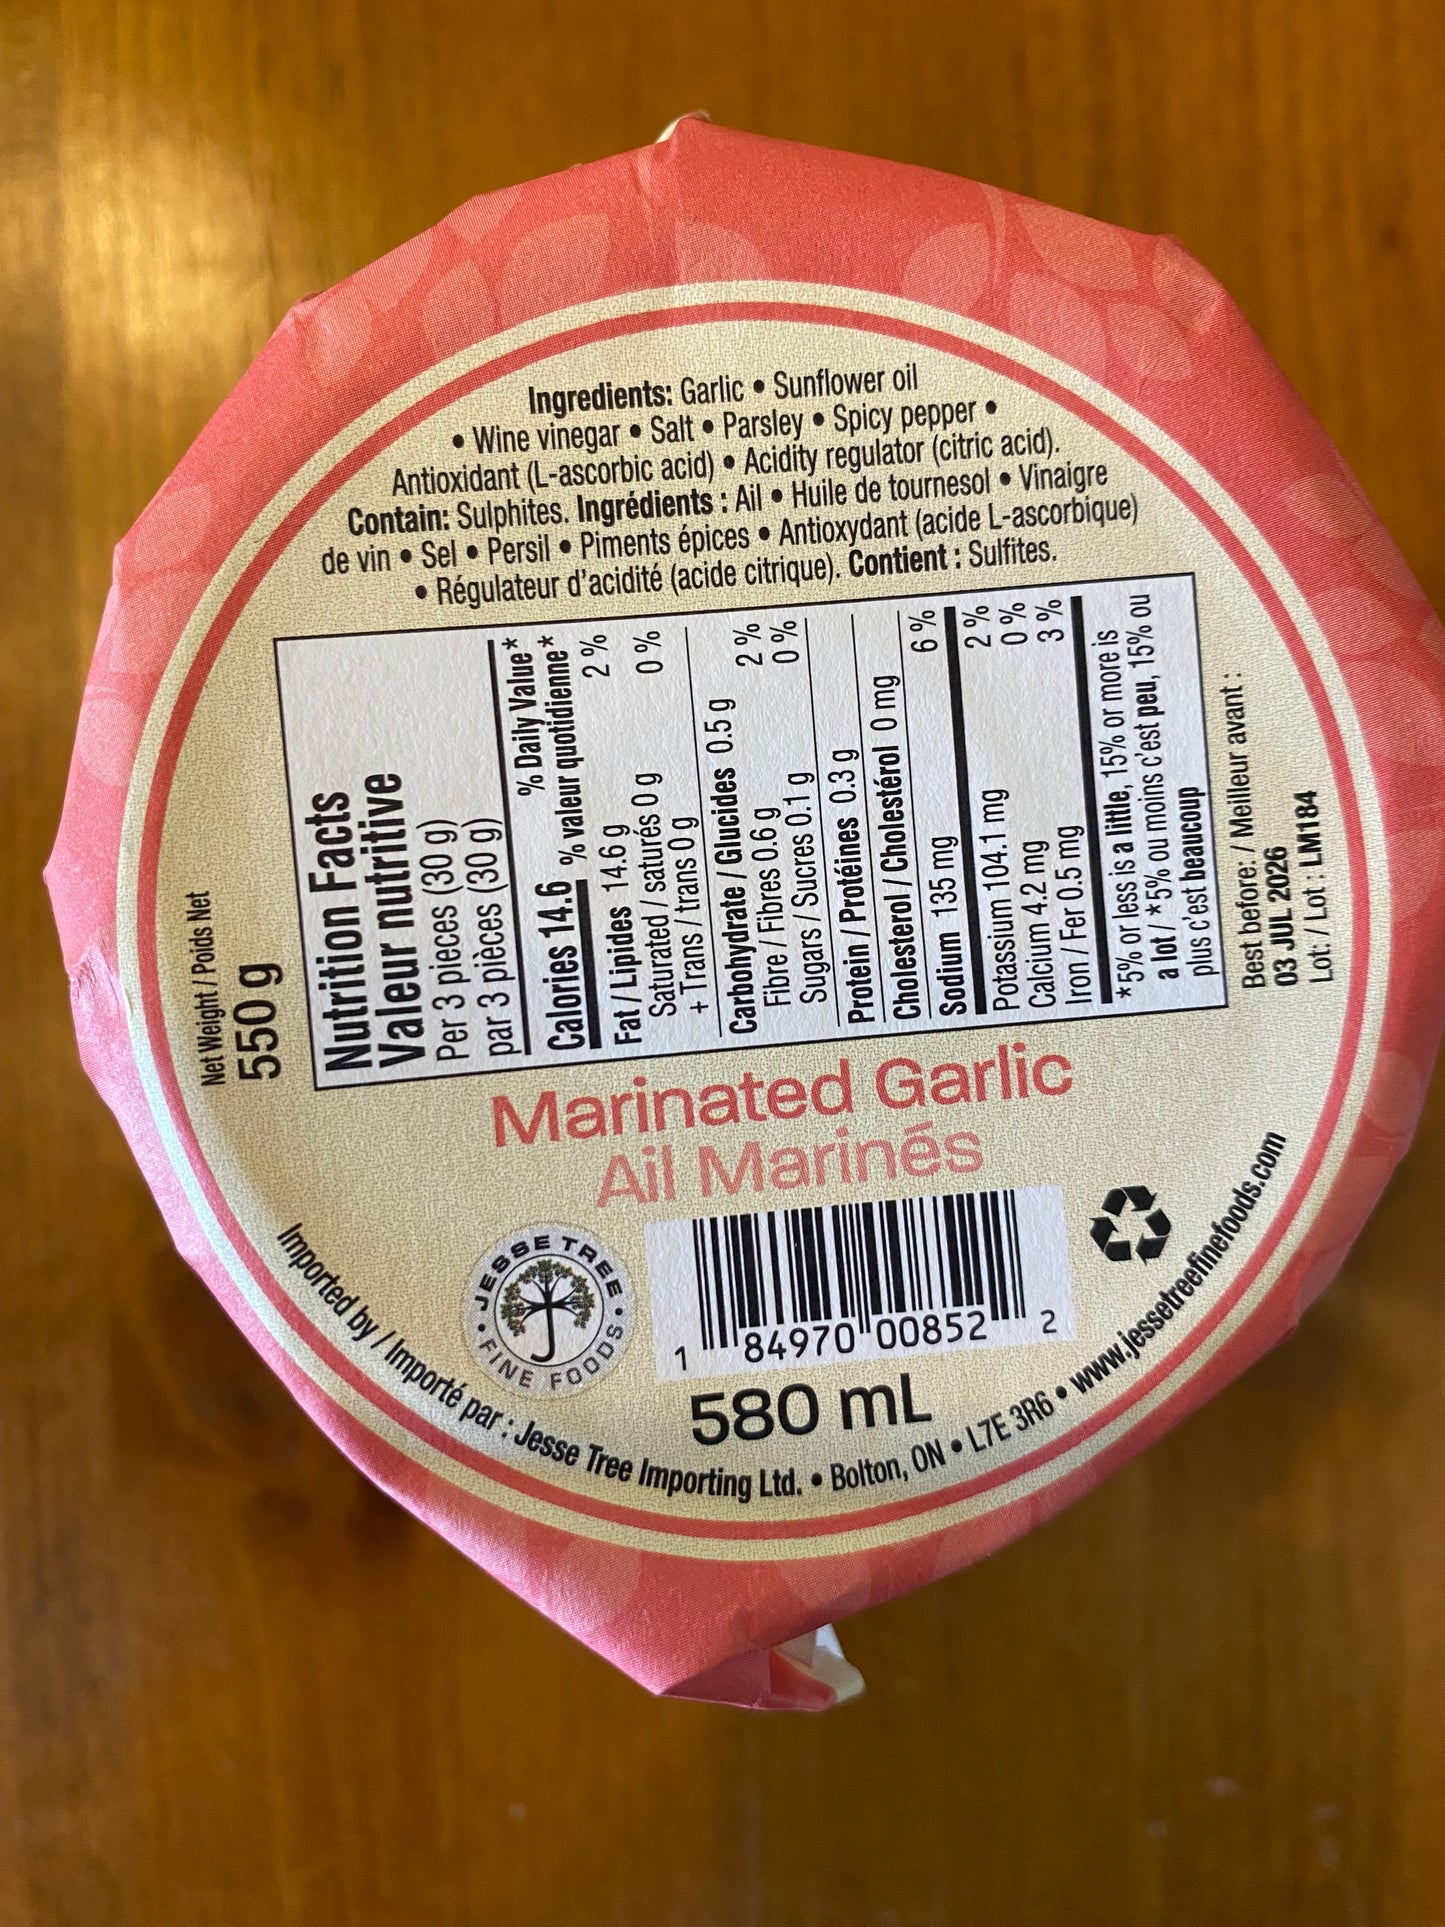 Ingredients: Garlic • Sunflower oil
• Wine vinegar • Salt • Parsley • Spicy pepper •
Antioxidant (L-ascorbic acid) • Acidity regulator (citric acid).
Contain: Sulphites. Ingrédients : Ail • Huile de tournesol • Vinaigre
de vin • Sel • Persil • Piments épices • Antioxydant (acide L-ascorbique)
• Régulateur d'acidité (acide citrique). Contient : Sulfites.
Net Weight / Poids Net
550 g
Nutrition Facts
Valeur nutritive
Per 3 pieces (30 g)
par 3 pièces (30 g)
% Daily Value*
Calories 14.6 % valeur quotidienne*
Fat / Lipides 14.6 g 2 %
Saturated / saturés 0 g 0 %
+ Trans / trans 0 g
Carbohydrate / Glucides 0.5 g 2 %
Fibre / Fibres 0.6 g 0 %
Sugars / Sucres 0.1 g
Protein / Protéines 0.3 g
Cholesterol / Cholestérol 0 mg
Sodium 135 mg 6 %
Potassium 104.1 mg 2 %
Calcium 4.2 mg 0 %
Iron / Fer 0.5 mg 3 %
*5% or less is a little, 15% or more is
a lot / *5% ou moins c'est peu, 15% ou
plus c'est beaucoup
Best before: / Meilleur avant :
03 JUL 2026
Lot: / Lot : LM184
Marinated Garlic
Ail Marinés
JESSE TREE
• FINE FOODS •
1 84970 00852 2
580 mL
Imported by / Importé par : Jesse Tree Importing Ltd. • Bolton, ON • L7E 3R6 • www.jessetreefinefoods.com